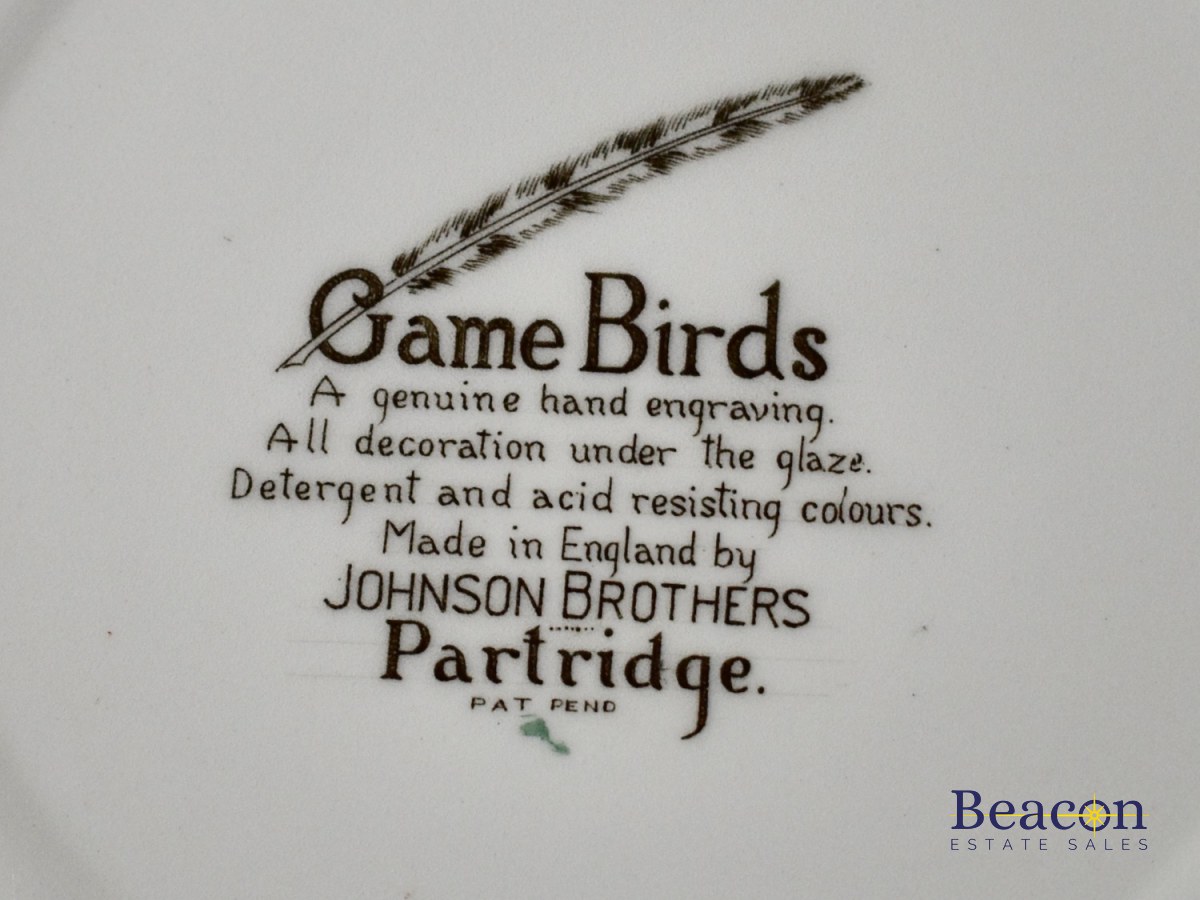 Game Birds
A genuine hand engraving.
All decoration under the glaze.
Detergent and acid resisting colours.
Made in England by
JOHNSON BROTHERS
Partridge.
PAT PEND
Beacon
ESTATE SALES